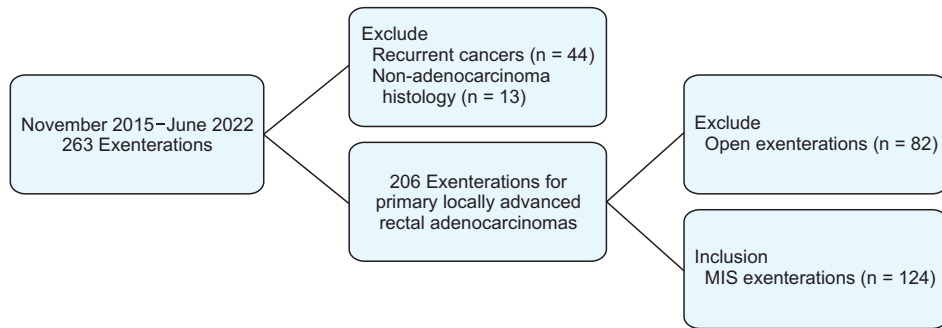 November 2015–June 2022
263 Exenterations
Exclude
Recurrent cancers (n = 44)
Non-adenocarcinoma
histology (n = 13)
206 Exenterations for
primary locally advanced
rectal adenocarcinomas
Exclude
Open exenterations (n = 82)
Inclusion
MIS exenterations (n = 124)